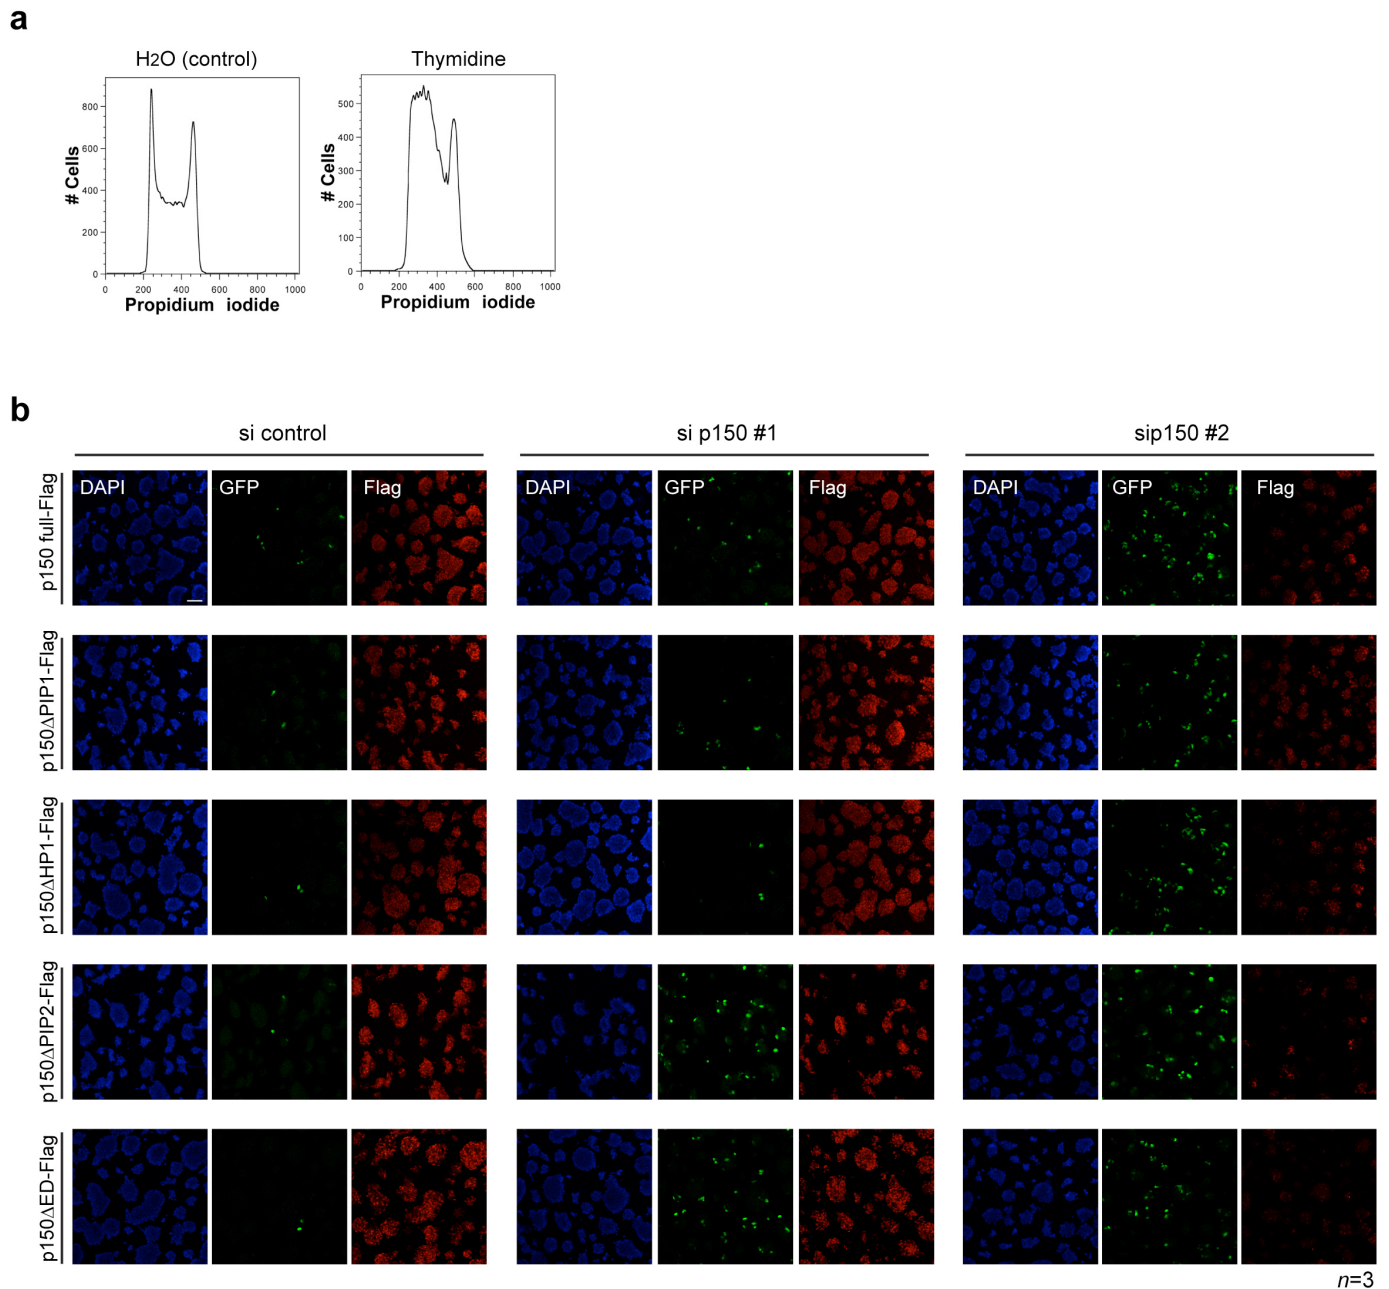 a
H2O (control)
Thymidine
# Cells
800
600
400
200
0
0 200 400 600 800 1000
Propidium iodide
# Cells
500
400
300
200
100
0
0 200 400 600 800 1000
Propidium iodide
b
si control
si p150 #1
sip150 #2
p150 full-Flag
DAPI GFP Flag
DAPI GFP Flag
DAPI GFP Flag
p150ΔPIP1-Flag
p150ΔHP1-Flag
p150ΔPIP2-Flag
p150ΔED-Flag
n=3